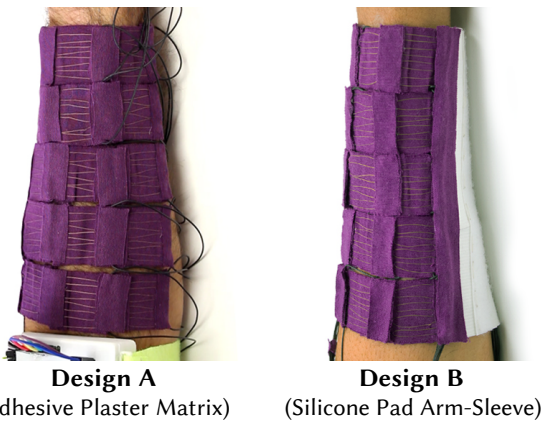 Design A
dhesive Plaster Matrix)
Design B
(Silicone Pad Arm-Sleeve)